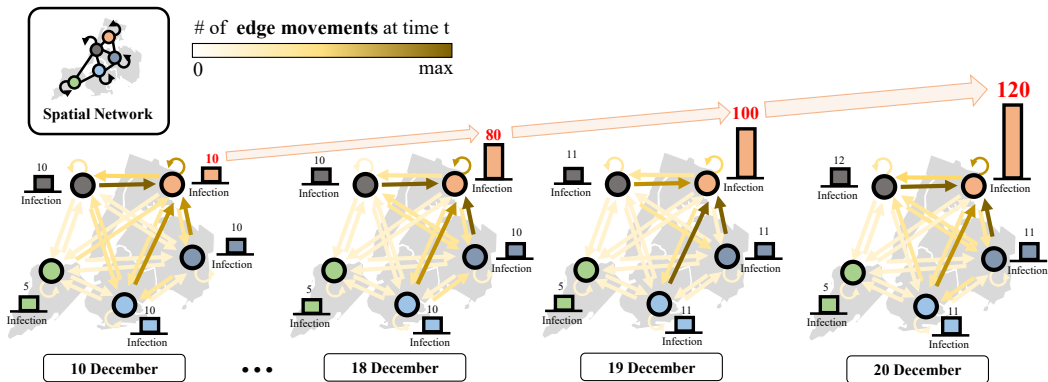 # of edge movements at time t
0
max
Spatial Network
10
Infection
10
Infection
10
Infection
5
Infection
10
Infection
10 December
10
Infection
80
Infection
10
Infection
5
Infection
10
Infection
18 December
11
Infection
100
Infection
11
Infection
5
Infection
11
Infection
19 December
12
Infection
120
Infection
11
Infection
5
Infection
11
Infection
20 December